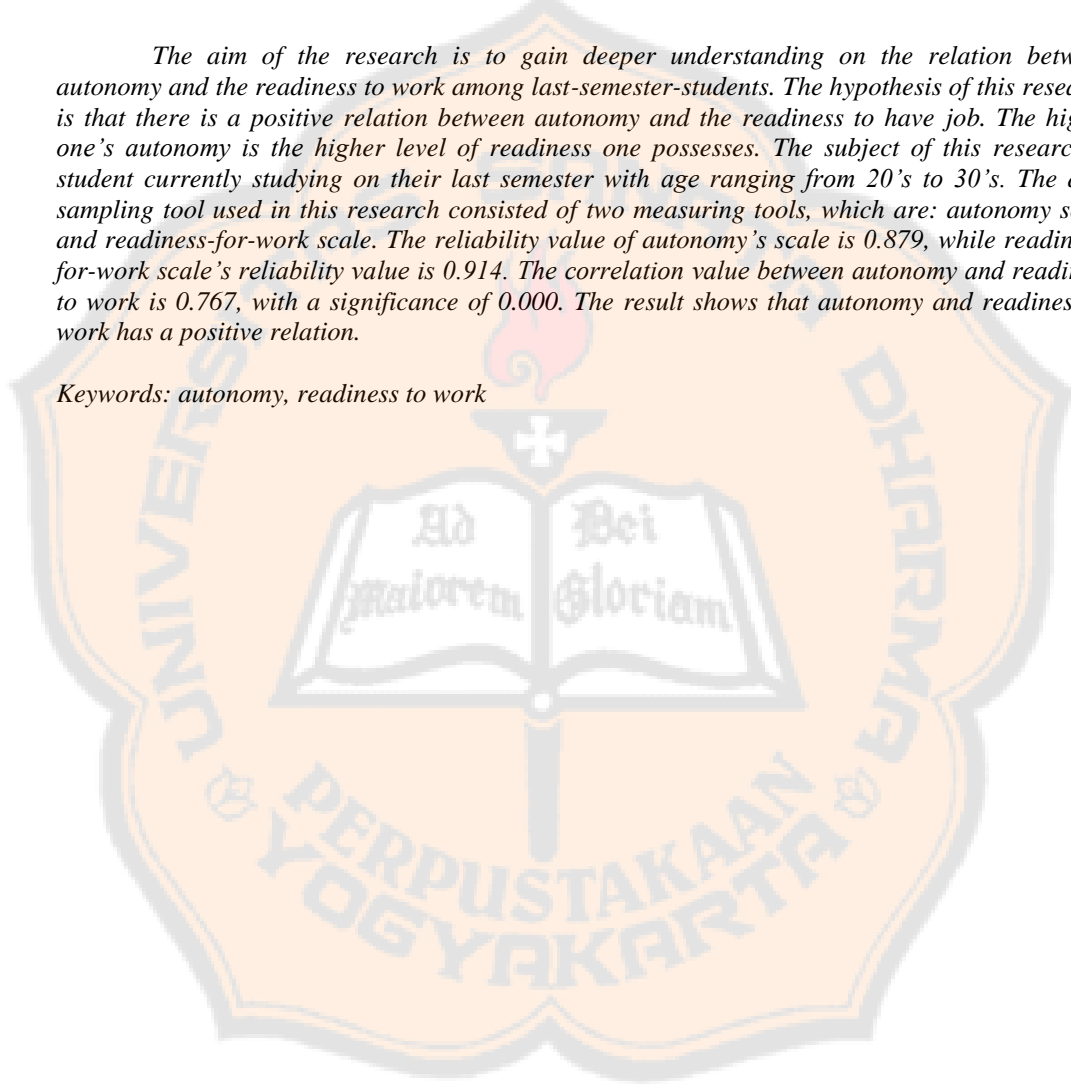 The aim of the research is to gain deeper understanding on the relation betw
autonomy and the readiness to work among last-semester-students. The hypothesis of this resea
is that there is a positive relation between autonomy and the readiness to have job. The hig
one's autonomy is the higher level of readiness one possesses. The subject of this researc
student currently studying on their last semester with age ranging from 20's to 30's. The
sampling tool used in this research consisted of two measuring tools, which are: autonomy s
and readiness-for-work scale. The reliability value of autonomy's scale is 0.879, while readin
for-work scale's reliability value is 0.914. The correlation value between autonomy and readin
to work is 0.767, with a significance of 0.000. The result shows that autonomy and readines
work has a positive relation.
Keywords: autonomy, readiness to work
UNIVERSITAS SANATA DHARMA
Ad Dei
Maiorem Gloriam
PERPUSTAKAAN
YOGYAKARTA